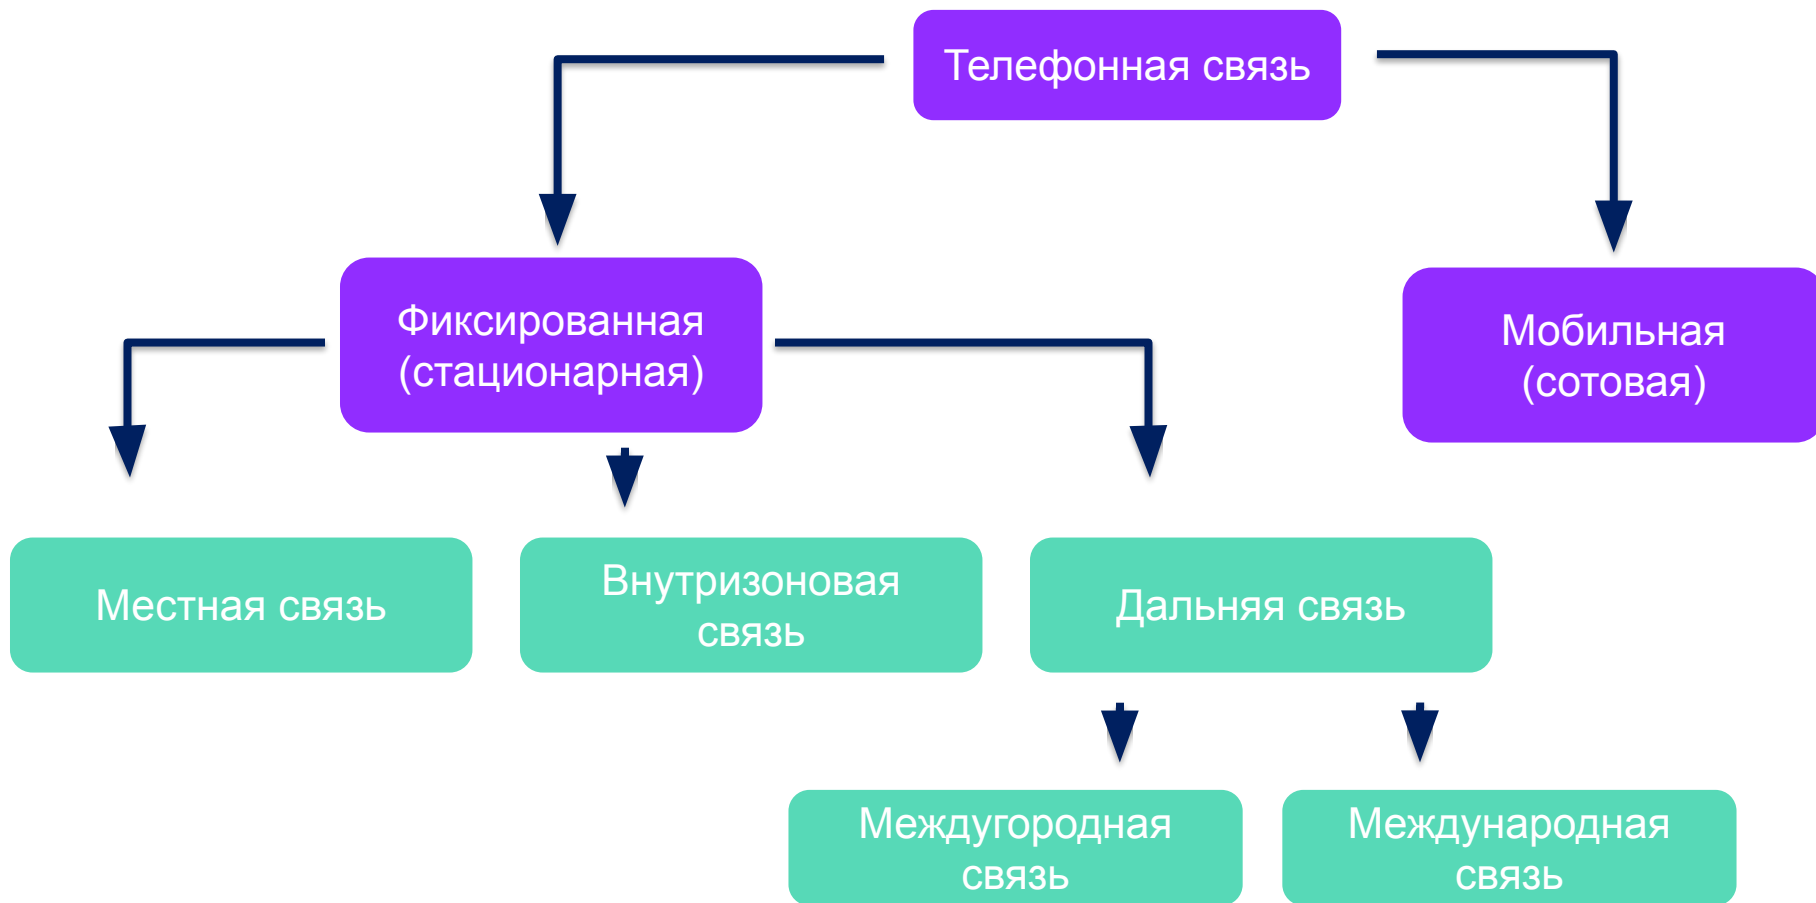 Телефонная связь
Фиксированная
(стационарная)
Мобильная
(сотовая)
Местная связь
Внутризоновая
связь
Дальняя связь
Междугородная
связь
Международная
связь